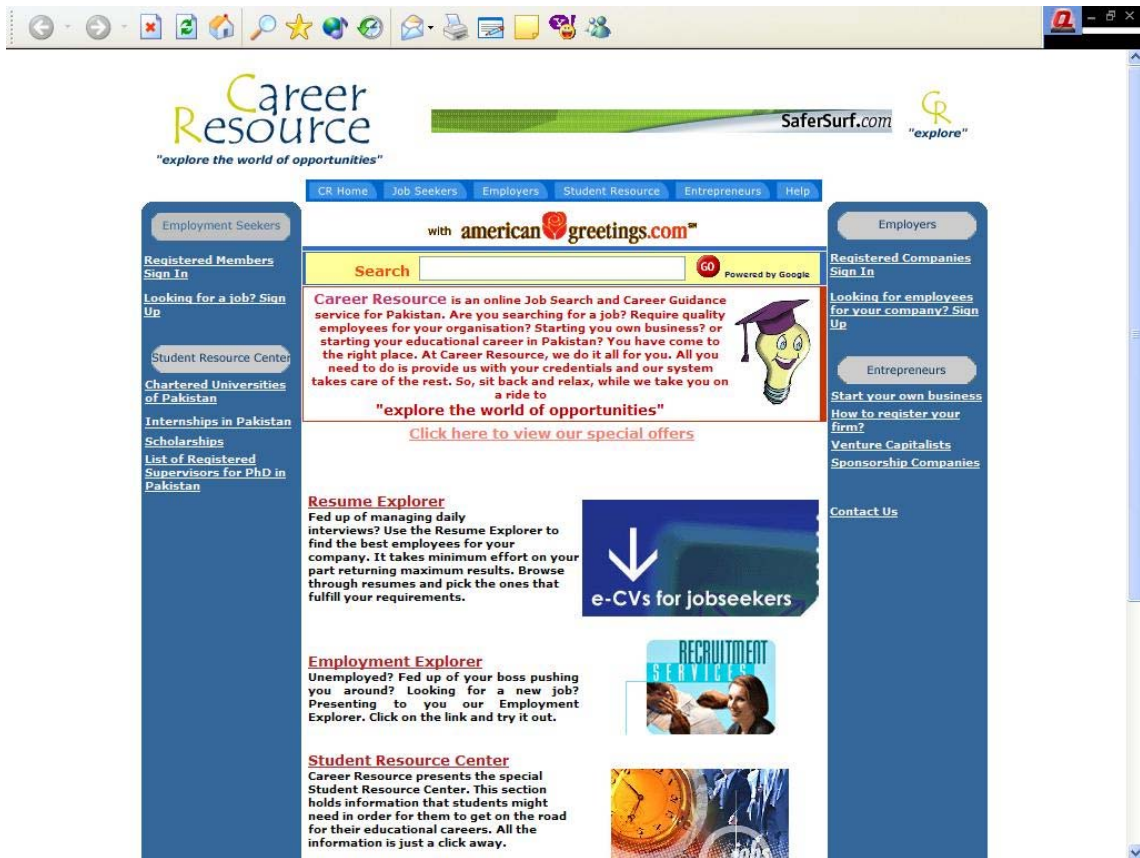 Career
Resource
"explore the world of opportunities"
SaferSurf.com
CR
"explore"
CR Home
Job Seekers
Employers
Student Resource
Entrepreneurs
Help
Employment Seekers
Registered Members
Sign In
Looking for a job? Sign
Up
Student Resource Center
Chartered Universities
of Pakistan
Internships in Pakistan
Scholarships
List of Registered
Supervisors for PhD in
Pakistan
with americangreetings.com℠
Search
GO
Powered by Google
Career Resource is an online Job Search and Career Guidance
service for Pakistan. Are you searching for a job? Require quality
employees for your organisation? Starting you own business? or
starting your educational career in Pakistan? You have come to
the right place. At Career Resource, we do it all for you. All you
need to do is provide us with your credentials and our system
takes care of the rest. So, sit back and relax, while we take you on
a ride to
"explore the world of opportunities"
Click here to view our special offers
Resume Explorer
Fed up of managing daily
interviews? Use the Resume Explorer to
find the best employees for your
company. It takes minimum effort on your
part returning maximum results. Browse
through resumes and pick the ones that
fulfill your requirements.
e-CVs for jobseekers
Employment Explorer
Unemployed? Fed up of your boss pushing
you around? Looking for a new job?
Presenting to you our Employment
Explorer. Click on the link and try it out.
RECRUITMENT
SERVICES
Student Resource Center
Career Resource presents the special
Student Resource Center. This section
holds information that students might
need in order for them to get on the road
for their educational careers. All the
information is just a click away.
jobs
Employers
Registered Companies
Sign In
Looking for employees
for your company? Sign
Up
Entrepreneurs
Start your own business
How to register your
firm?
Venture Capitalists
Sponsorship Companies
Contact Us